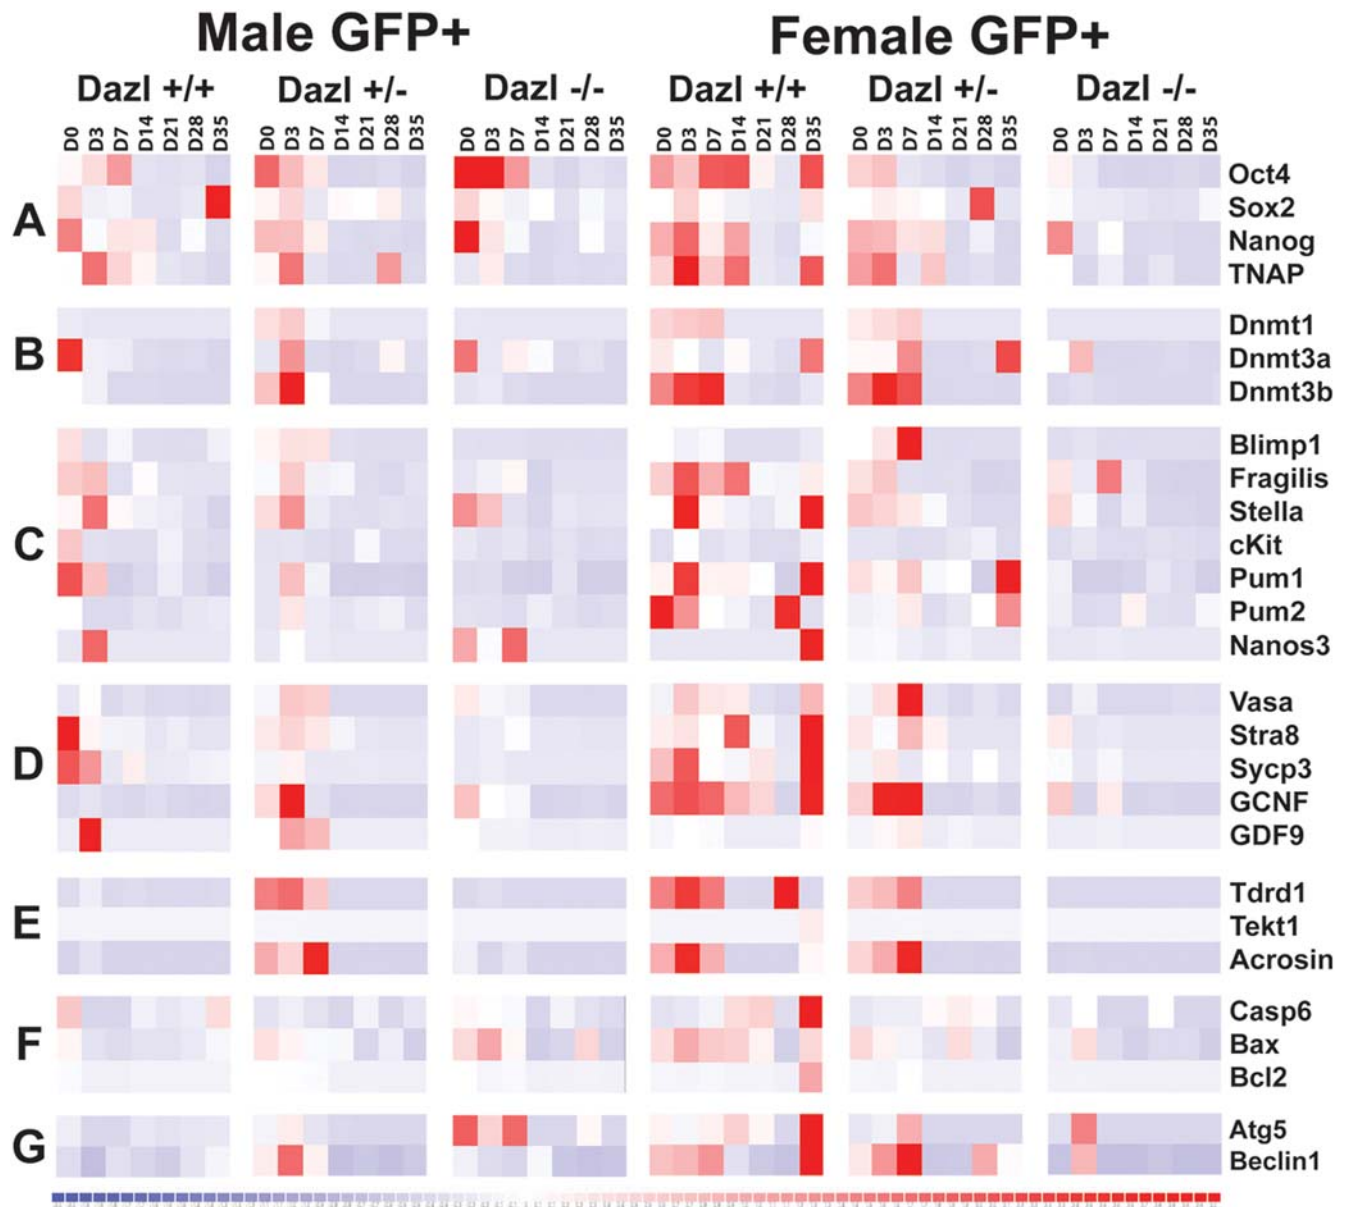 Male GFP+ Female GFP+
Dazl +/+ Dazl +/- Dazl -/- Dazl +/+ Dazl +/- Dazl -/-
D0 D3 D7 D14 D21 D28 D35 D0 D3 D7 D14 D21 D28 D35 D0 D3 D7 D14 D21 D28 D35 D0 D3 D7 D14 D21 D28 D35 D0 D3 D7 D14 D21 D28 D35 D0 D3 D7 D14 D21 D28 D35
A
Oct4
Sox2
Nanog
TNAP
B
Dnmt1
Dnmt3a
Dnmt3b
C
Blimp1
Fragilis
Stella
cKit
Pum1
Pum2
Nanos3
D
Vasa
Stra8
Sycp3
GCNF
GDF9
E
Tdrd1
Tekt1
Acrosin
F
Casp6
Bax
Bcl2
G
Atg5
Beclin1